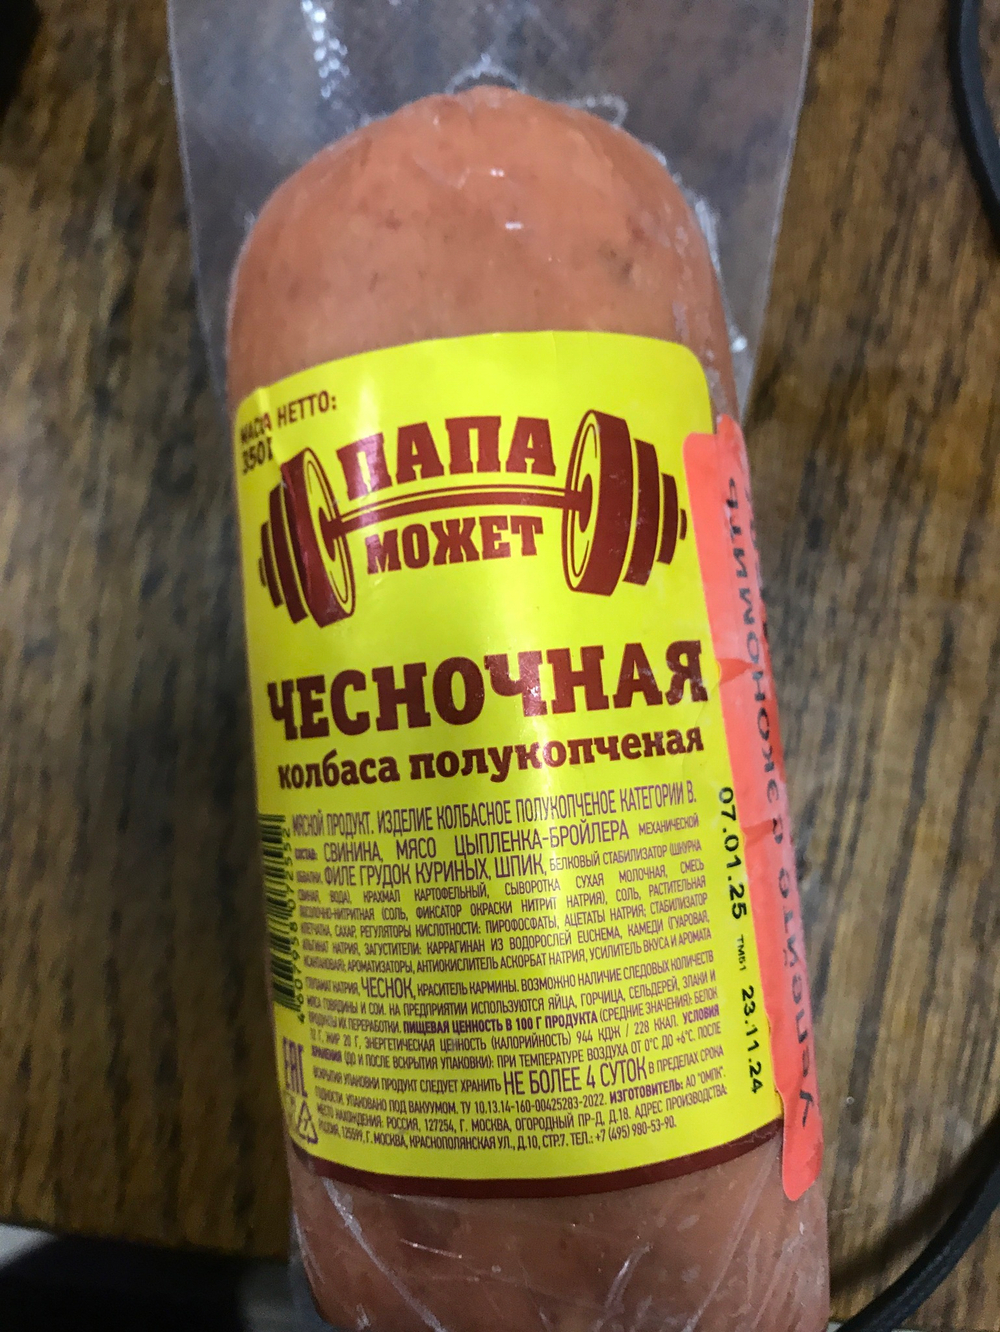 МАССА НЕТТО:
350Г
ПАПА
МОЖЕТ
ЧЕСНОЧНАЯ
колбаса полукопченая
МЯСНОЙ ПРОДУКТ. ИЗДЕЛИЕ КОЛБАСНОЕ ПОЛУКОПЧЕНОЕ КАТЕГОРИИ В.
СОСТАВ: СВИНИНА, МЯСО ЦЫПЛЕНКА-БРОЙЛЕРА МЕХАНИЧЕСКОЙ
ОБВАЛКИ, ФИЛЕ ГРУДОК КУРИНЫХ, ШПИК, БЕЛКОВЫЙ СТАБИЛИЗАТОР (ШКУРКА
СВИНАЯ, ВОДА), КРАХМАЛ КАРТОФЕЛЬНЫЙ, СЫВОРОТКА СУХАЯ МОЛОЧНАЯ, СМЕСЬ
ПОСОЛОЧНО-НИТРИТНАЯ (СОЛЬ, ФИКСАТОР ОКРАСКИ НИТРИТ НАТРИЯ), СОЛЬ, РАСТИТЕЛЬНАЯ
КЛЕТЧАТКА, САХАР, РЕГУЛЯТОРЫ КИСЛОТНОСТИ: ПИРОФОСФАТЫ, АЦЕТАТЫ НАТРИЯ; СТАБИЛИЗАТОР
АЛЬГИНАТ НАТРИЯ, ЗАГУСТИТЕЛИ: КАРРАГИНАН ИЗ ВОДОРОСЛЕЙ EUCHEMA, КАМЕДИ (ГУАРОВАЯ,
КСАНТАНОВАЯ); АРОМАТИЗАТОРЫ, АНТИОКИСЛИТЕЛЬ АСКОРБАТ НАТРИЯ, УСИЛИТЕЛЬ ВКУСА И АРОМАТА
ГЛУТАМАТ НАТРИЯ, ЧЕСНОК, КРАСИТЕЛЬ КАРМИНЫ. ВОЗМОЖНО НАЛИЧИЕ СЛЕДОВЫХ КОЛИЧЕСТВ
МЯСА ГОВЯДИНЫ И СОИ. НА ПРЕДПРИЯТИИ ИСПОЛЬЗУЮТСЯ ЯЙЦА, ГОРЧИЦА, СЕЛЬДЕРЕЙ, ЗЛАКИ И
ПРОДУКТЫ ИХ ПЕРЕРАБОТКИ. ПИЩЕВАЯ ЦЕННОСТЬ В 100 Г ПРОДУКТА (СРЕДНИЕ ЗНАЧЕНИЯ): БЕЛОК
12 Г, ЖИР 20 Г, ЭНЕРГЕТИЧЕСКАЯ ЦЕННОСТЬ (КАЛОРИЙНОСТЬ) 944 КДЖ / 228 ККАЛ. УСЛОВИЯ
ХРАНЕНИЯ (ДО И ПОСЛЕ ВСКРЫТИЯ УПАКОВКИ): ПРИ ТЕМПЕРАТУРЕ ВОЗДУХА ОТ 0°С ДО +6°С. ПОСЛЕ
ВСКРЫТИЯ УПАКОВКИ ПРОДУКТ СЛЕДУЕТ ХРАНИТЬ НЕ БОЛЕЕ 4 СУТОК В ПРЕДЕЛАХ СРОКА
ГОДНОСТИ. УПАКОВАНО ПОД ВАКУУМОМ. ТУ 10.13.14-160-00425283-2022. ИЗГОТОВИТЕЛЬ: АО "ОМПК".
МЕСТО НАХОЖДЕНИЯ: РОССИЯ, 127254, Г. МОСКВА, ОГОРОДНЫЙ ПР-Д, Д.18. АДРЕС ПРОИЗВОДСТВА:
РОССИЯ, 125599, Г. МОСКВА, КРАСНОПОЛЯНСКАЯ УЛ., Д.10, СТР.7. ТЕЛ.: +7 (495) 980-53-90.
4 607958 072552
EAC
07.01.25 ТМБ1 23.11.24
экономить